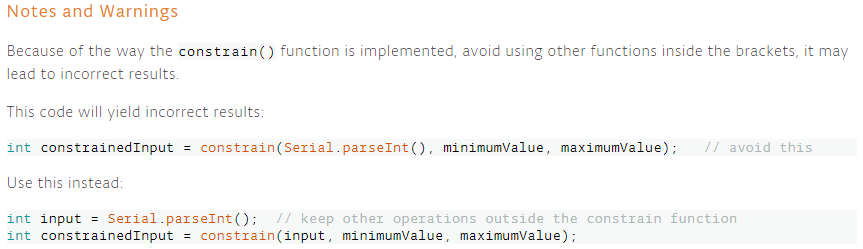 Notes and Warnings
Because of the way the constrain() function is implemented, avoid using other functions inside the brackets, it may
lead to incorrect results.
This code will yield incorrect results:
int constrainedInput = constrain(Serial.parseInt(), minimumValue, maximumValue);   // avoid this
Use this instead:
int input = Serial.parseInt();  // keep other operations outside the constrain function
int constrainedInput = constrain(input, minimumValue, maximumValue);